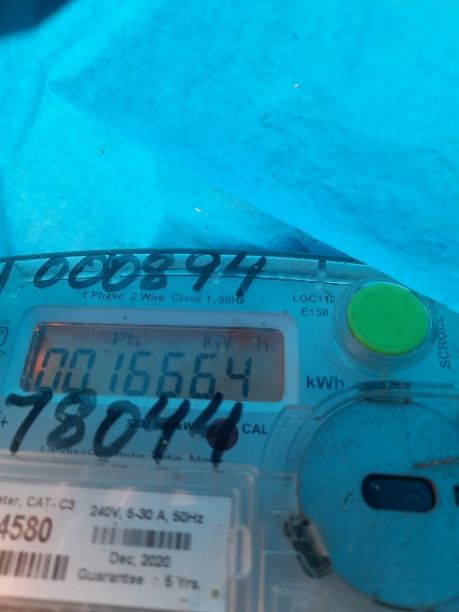 000894
1 Phase 2 Wire Class 1. 50Hz
LGC110
E150
SCROLL
Ph kW H
0016664
kWh
78044
3200 imp/kWh
CAL
CAT- C3
4580
240V, 5-30 A, 50Hz
Dec, 2020
Guarantee : 5 Yrs.